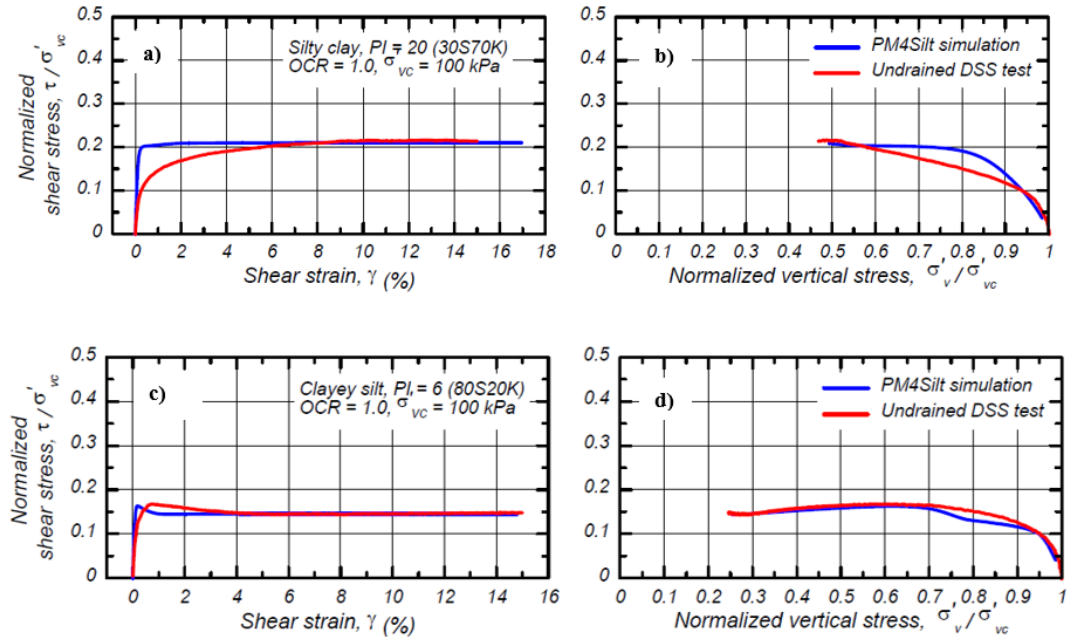 0.5
0.4
0.3
0.2
0.1
0
Normalized
shear stress, τ / σ'vc
a)
Silty clay, PI = 20 (30S70K)
OCR = 1.0, σ'vc = 100 kPa
0 2 4 6 8 10 12 14 16 18
Shear strain, γ (%)
0.5
0.4
0.3
0.2
0.1
0
b)
PM4Silt simulation
Undrained DSS test
0 0.1 0.2 0.3 0.4 0.5 0.6 0.7 0.8 0.9 1
Normalized vertical stress, σ'v / σ'vc
0.5
0.4
0.3
0.2
0.1
0
Normalized
shear stress, τ / σ'vc
c)
Clayey silt, PI = 6 (80S20K)
OCR = 1.0, σ'vc = 100 kPa
0 2 4 6 8 10 12 14 16
Shear strain, γ (%)
0.5
0.4
0.3
0.2
0.1
0
d)
PM4Silt simulation
Undrained DSS test
0 0.1 0.2 0.3 0.4 0.5 0.6 0.7 0.8 0.9 1
Normalized vertical stress, σ'v / σ'vc